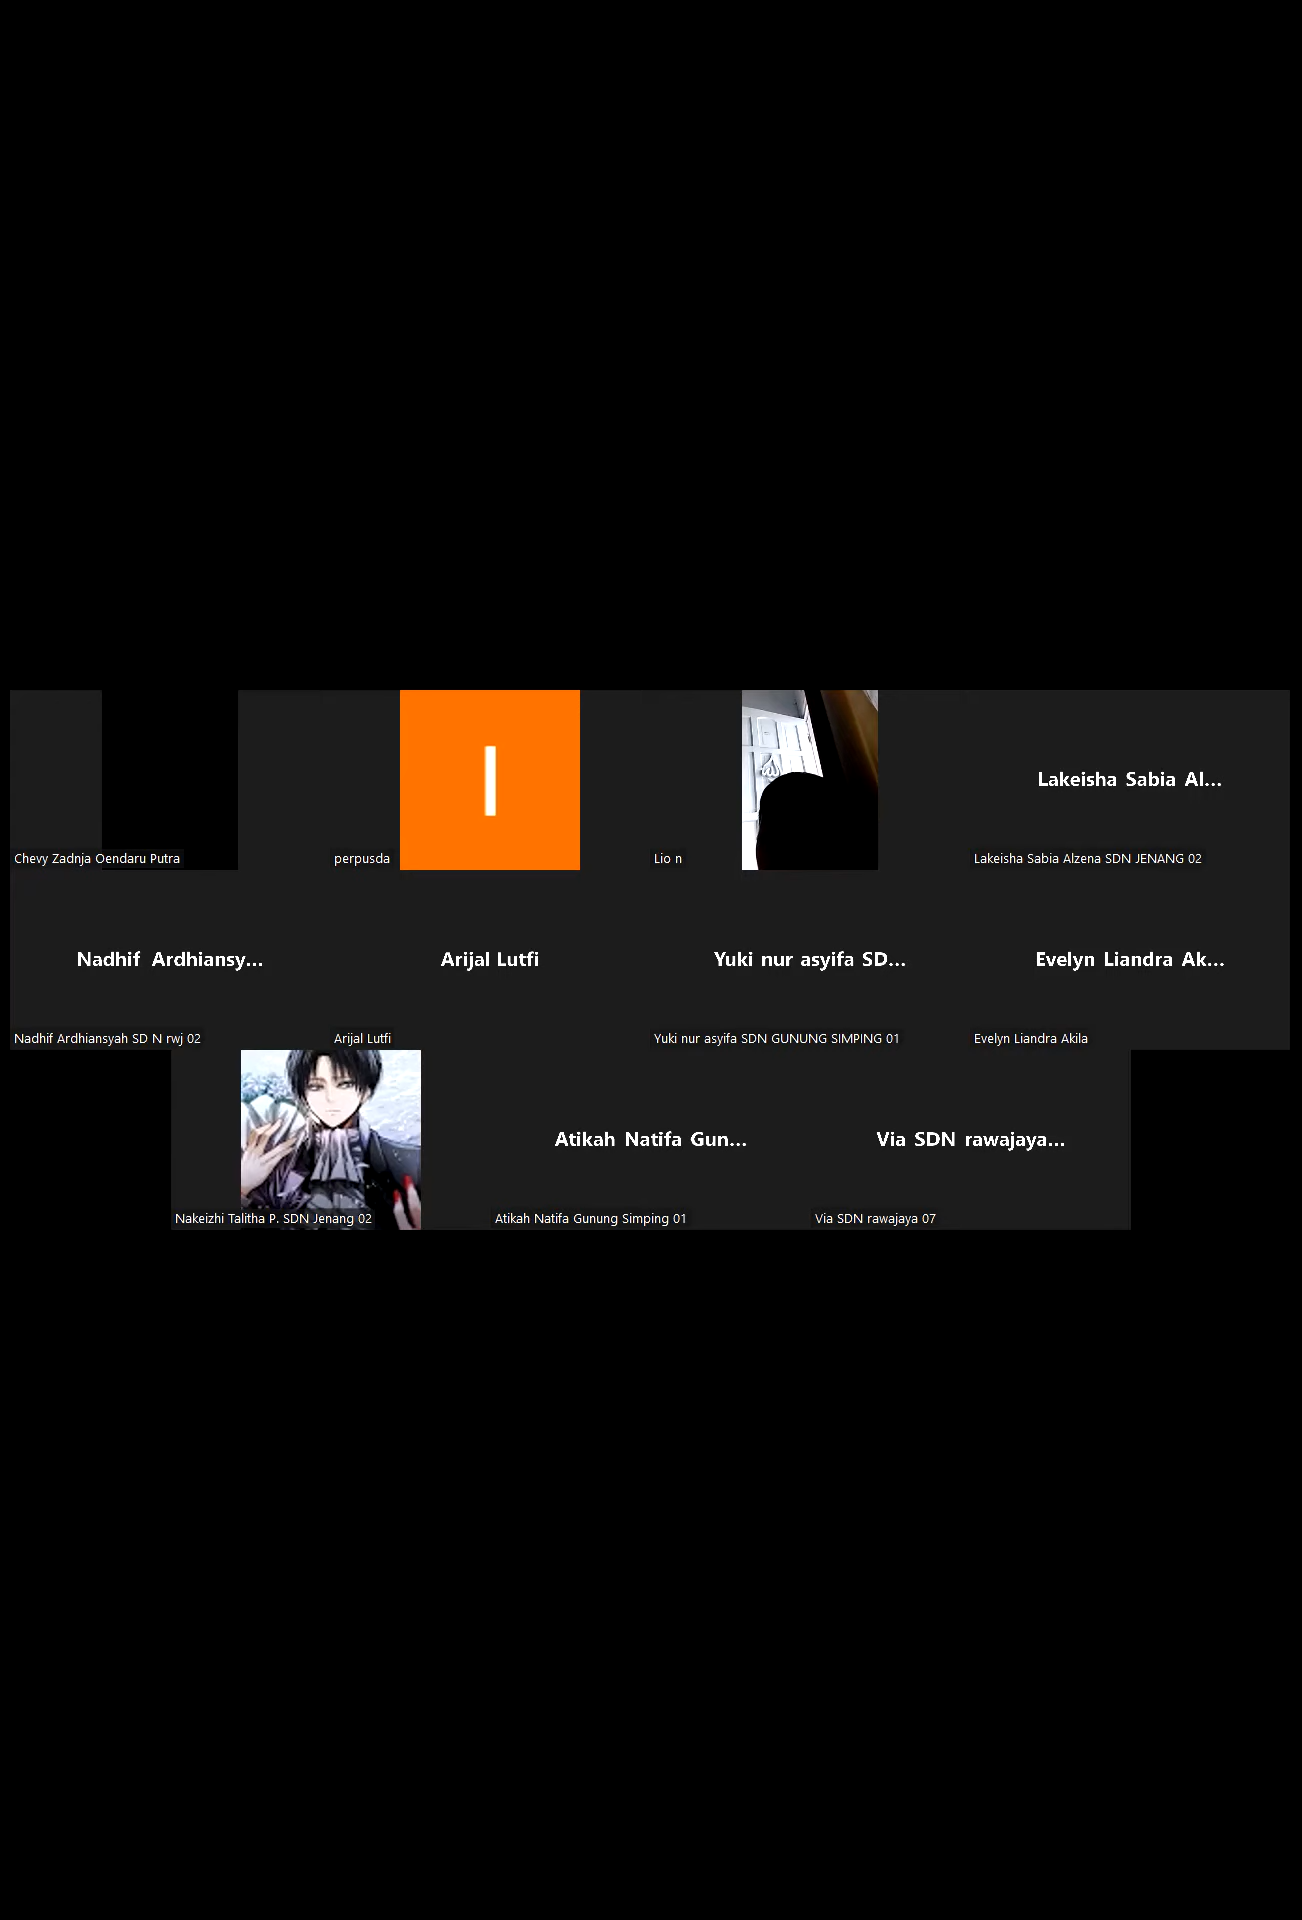 I
Lakeisha Sabia Al...
Chevy Zadnja Oendaru Putra
perpusda
Lio n
Lakeisha Sabia Alzena SDN JENANG 02
Nadhif Ardhiansy...
Arijal Lutfi
Yuki nur asyifa SD...
Evelyn Liandra Ak...
Nadhif Ardhiansyah SD N rwj 02
Arijal Lutfi
Yuki nur asyifa SDN GUNUNG SIMPING 01
Evelyn Liandra Akila
Atikah Natifa Gun...
Via SDN rawajaya...
Nakeizhi Talitha P. SDN Jenang 02
Atikah Natifa Gunung Simping 01
Via SDN rawajaya 07